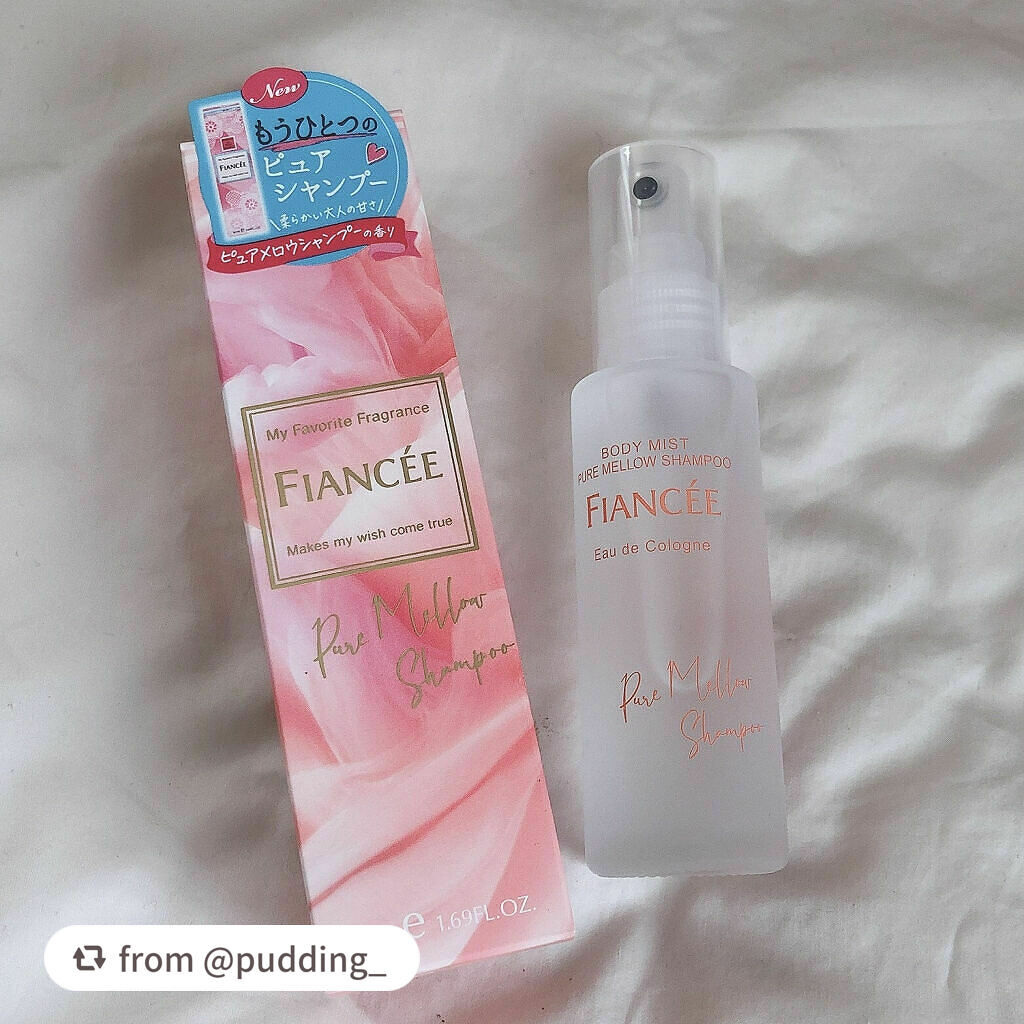 New
もうひとつの
ピュア
シャンプー
\柔らかい大人の甘さ/
ピュアメロウシャンプーの香り
FIANCÉE
My Favorite Fragrance
FIANCÉE
Makes my wish come true
Pure Mellow
Shampoo
e 1.69FL.OZ.
BODY MIST
PURE MELLOW SHAMPOO
FIANCÉE
Eau de Cologne
Pure Mellow
Shampoo
from @pudding_